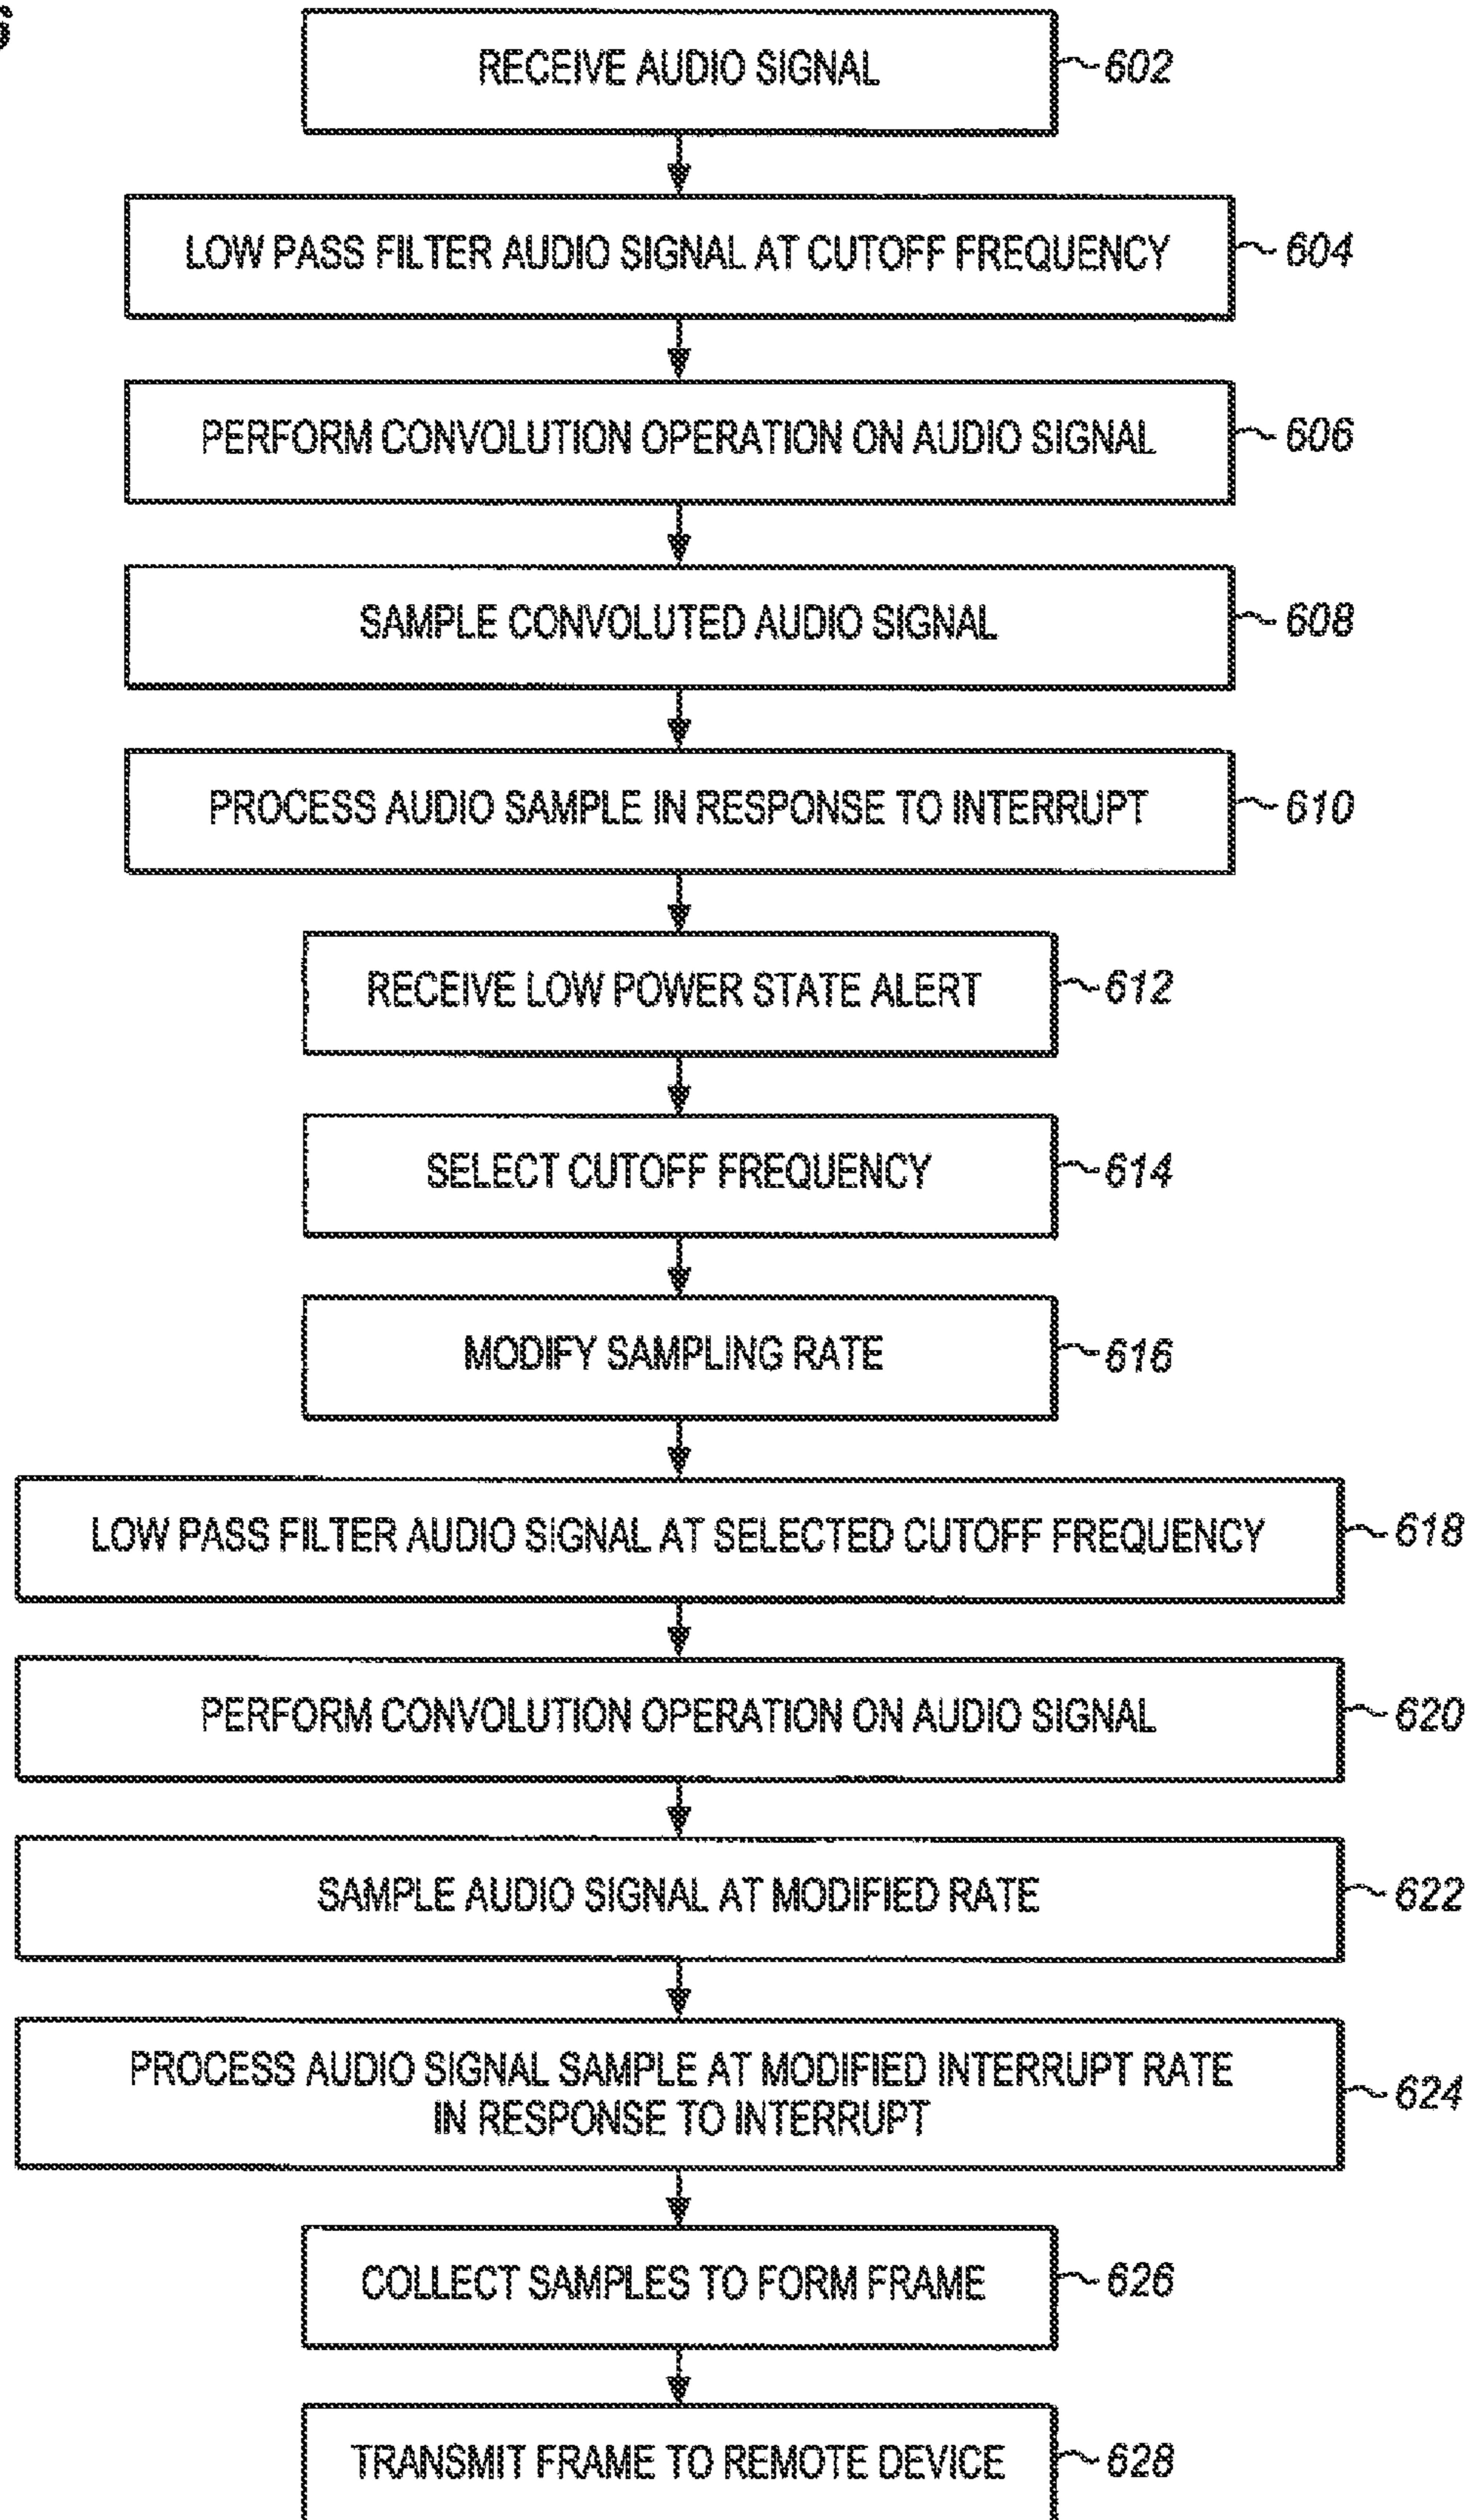 RECEIVE AUDIO SIGNAL
602
LOW PASS FILTER AUDIO SIGNAL AT CUTOFF FREQUENCY
604
PERFORM CONVOLUTION OPERATION ON AUDIO SIGNAL
606
SAMPLE CONVOLUTED AUDIO SIGNAL
608
PROCESS AUDIO SAMPLE IN RESPONSE TO INTERRUPT
610
RECEIVE LOW POWER STATE ALERT
612
SELECT CUTOFF FREQUENCY
614
MODIFY SAMPLING RATE
616
LOW PASS FILTER AUDIO SIGNAL AT SELECTED CUTOFF FREQUENCY
618
PERFORM CONVOLUTION OPERATION ON AUDIO SIGNAL
620
SAMPLE AUDIO SIGNAL AT MODIFIED RATE
622
PROCESS AUDIO SIGNAL SAMPLE AT MODIFIED INTERRUPT RATE
IN RESPONSE TO INTERRUPT
624
COLLECT SAMPLES TO FORM FRAME
626
TRANSMIT FRAME TO REMOTE DEVICE
628